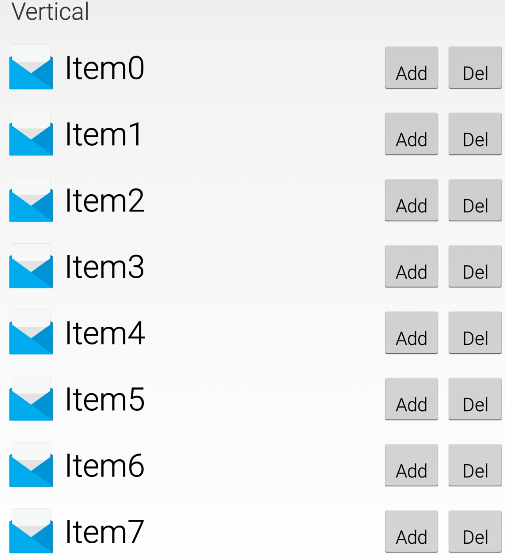 Vertical
Item0 Add Del
Item1 Add Del
Item2 Add Del
Item3 Add Del
Item4 Add Del
Item5 Add Del
Item6 Add Del
Item7 Add Del